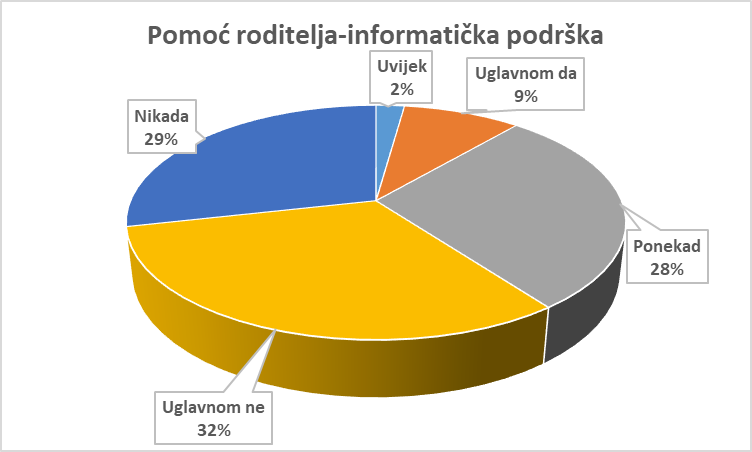 Pomoć roditelja-informatička podrška
Uvijek
2%
Uglavnom da
9%
Nikada
29%
Ponekad
28%
Uglavnom ne
32%